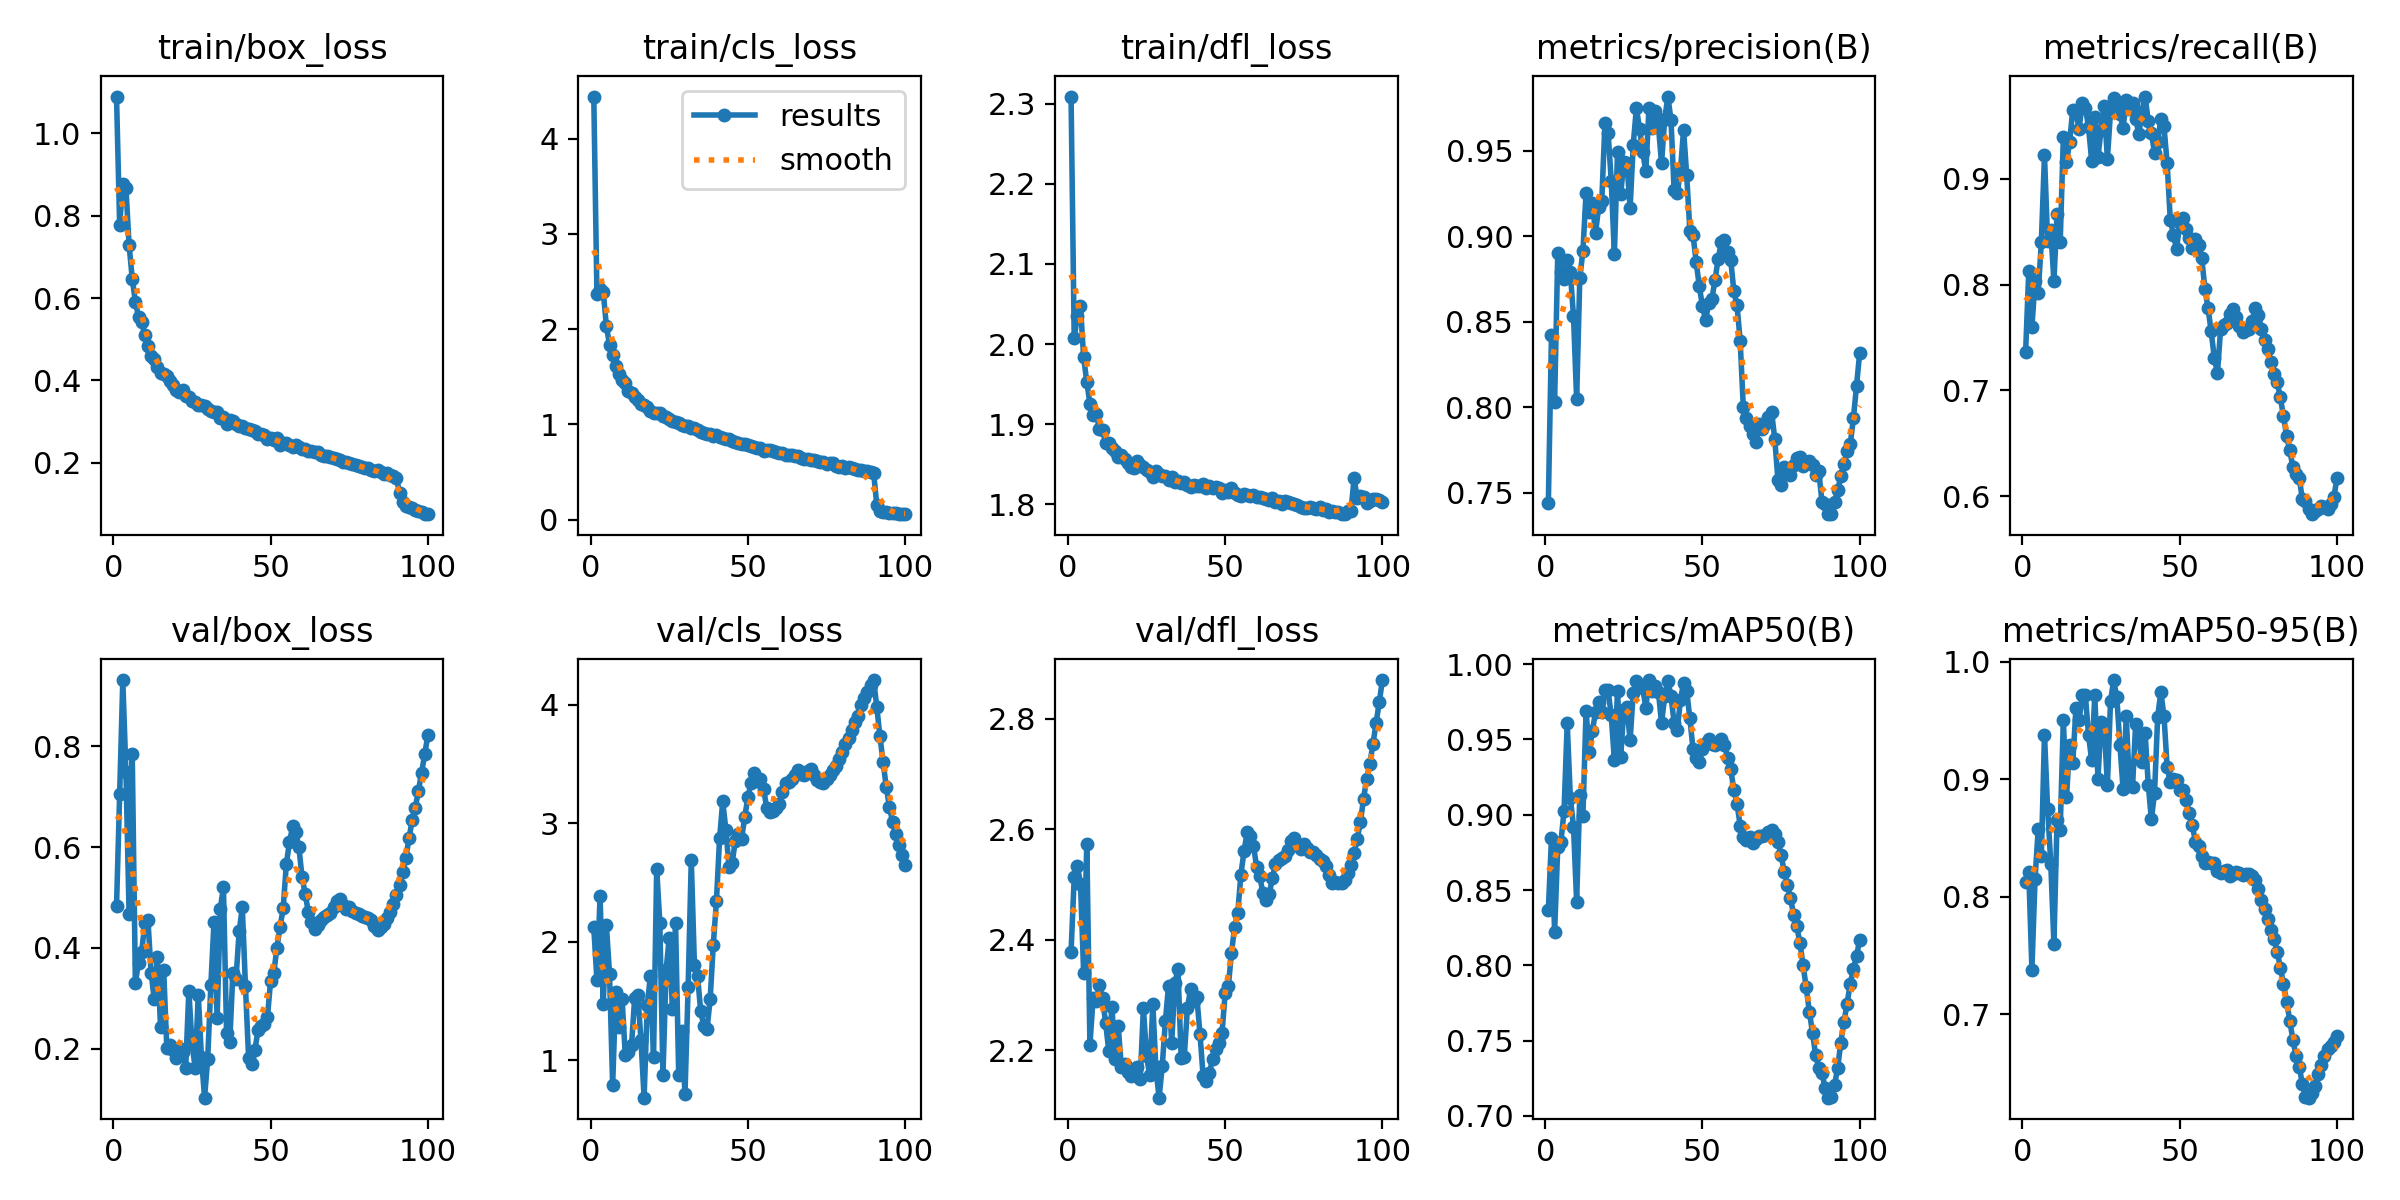 train/box_loss
1.0
0.8
0.6
0.4
0.2
0 50 100
train/cls_loss
results
smooth
4
3
2
1
0
0 50 100
train/dfl_loss
2.3
2.2
2.1
2.0
1.9
1.8
0 50 100
metrics/precision(B)
0.95
0.90
0.85
0.80
0.75
0 50 100
metrics/recall(B)
0.9
0.8
0.7
0.6
0 50 100
val/box_loss
0.8
0.6
0.4
0.2
0 50 100
val/cls_loss
4
3
2
1
0 50 100
val/dfl_loss
2.8
2.6
2.4
2.2
0 50 100
metrics/mAP50(B)
1.00
0.95
0.90
0.85
0.80
0.75
0.70
0 50 100
metrics/mAP50-95(B)
1.0
0.9
0.8
0.7
0 50 100